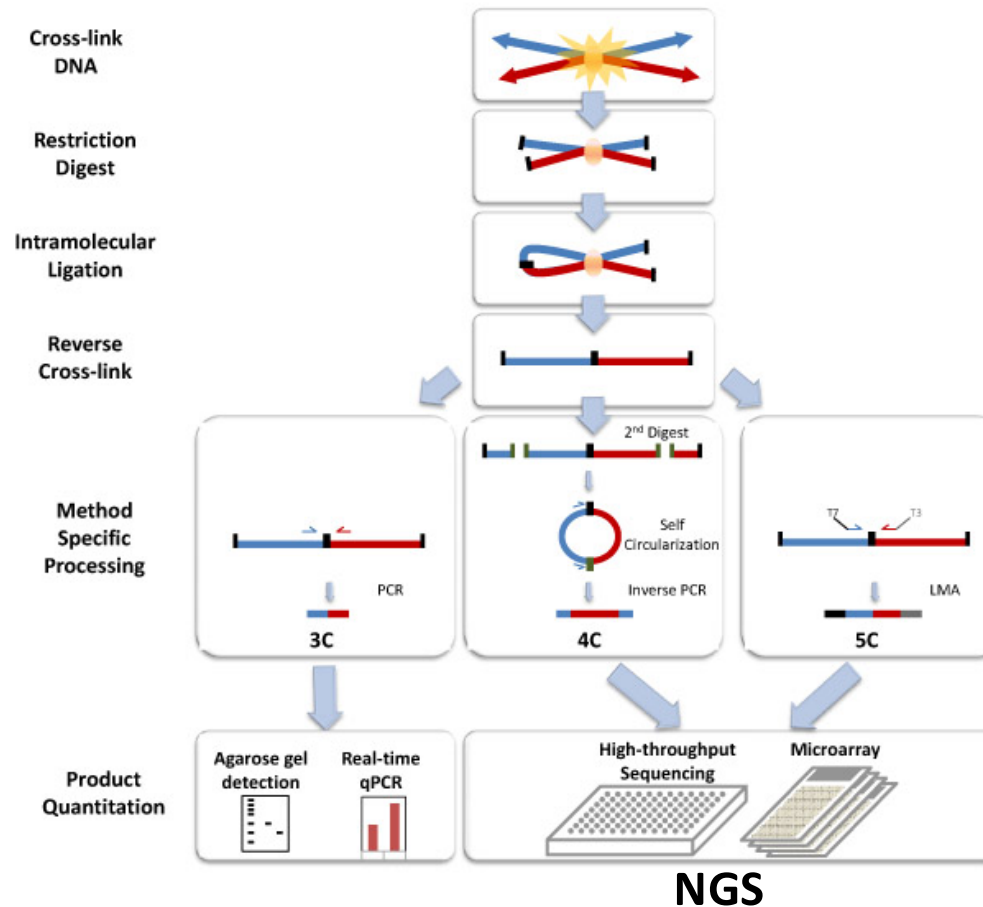 Cross-link
DNA
Restriction
Digest
Intramolecular
Ligation
Reverse
Cross-link
Method
Specific
Processing
PCR
3C
2nd Digest
Self
Circularization
Inverse PCR
4C
T7
T3
LMA
5C
Product
Quantitation
Agarose gel
detection
Real-time
qPCR
High-throughput
Sequencing
Microarray
NGS